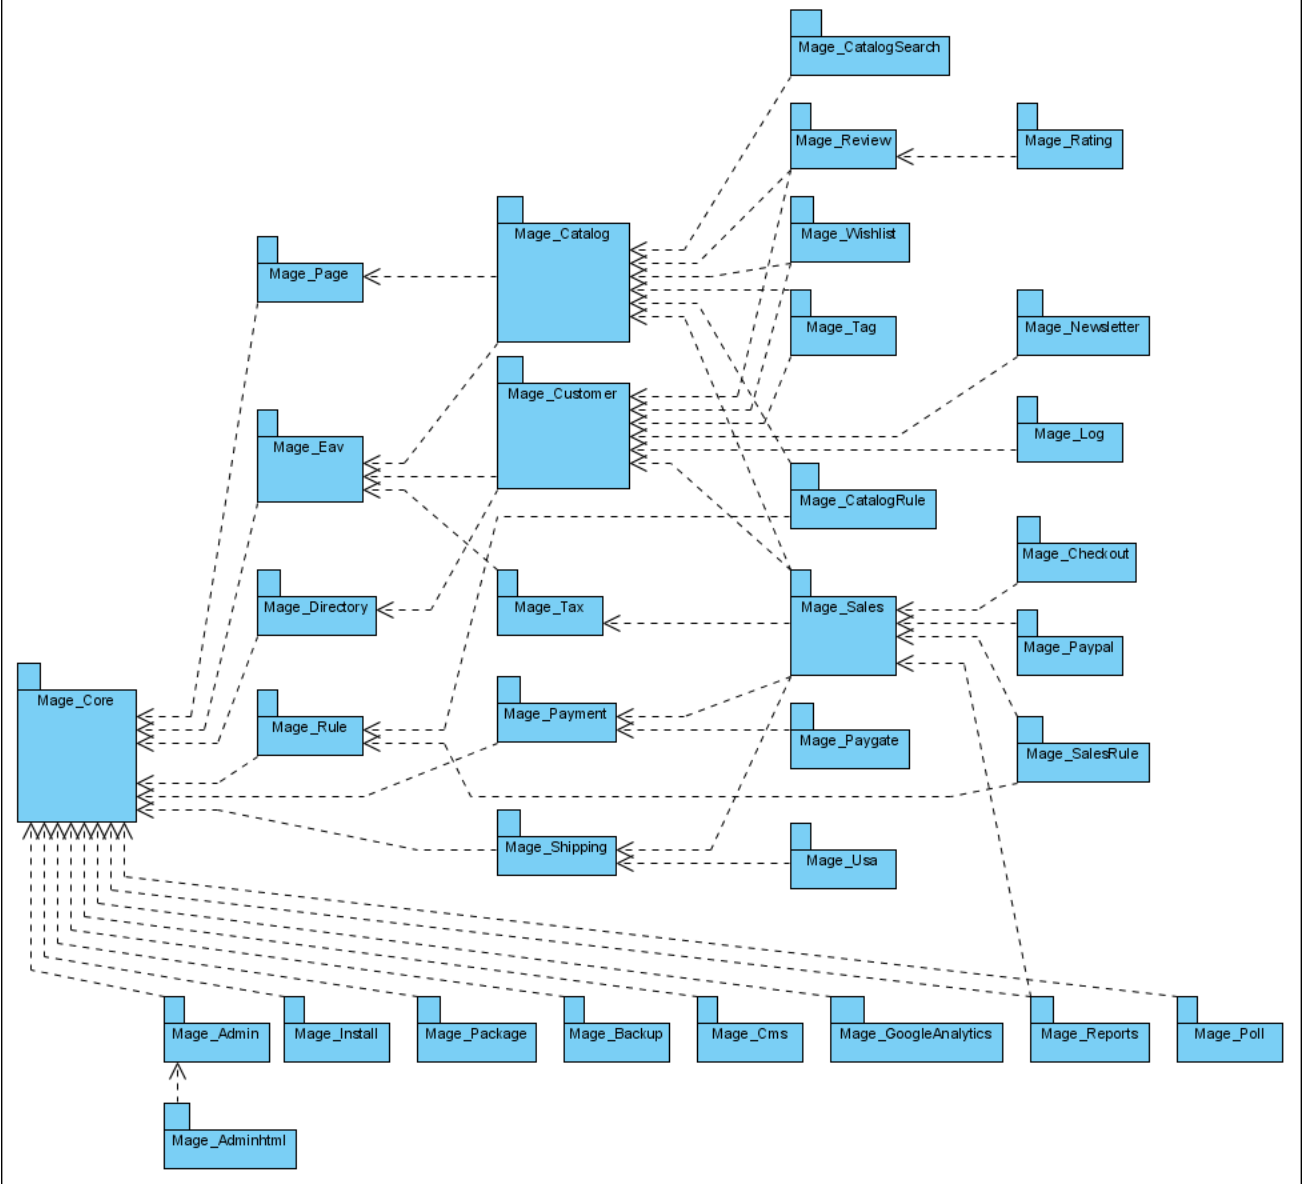 Mage_CatalogSearch
Mage_Review
Mage_Rating
Mage_Catalog
Mage_Wishlist
Mage_Page
Mage_Tag
Mage_Newsletter
Mage_Customer
Mage_Eav
Mage_Log
Mage_CatalogRule
Mage_Checkout
Mage_Directory
Mage_Tax
Mage_Sales
Mage_Paypal
Mage_Core
Mage_Rule
Mage_Payment
Mage_Paygate
Mage_SalesRule
Mage_Shipping
Mage_Usa
Mage_Admin
Mage_Install
Mage_Package
Mage_Backup
Mage_Cms
Mage_GoogleAnalytics
Mage_Reports
Mage_Poll
Mage_Adminhtml